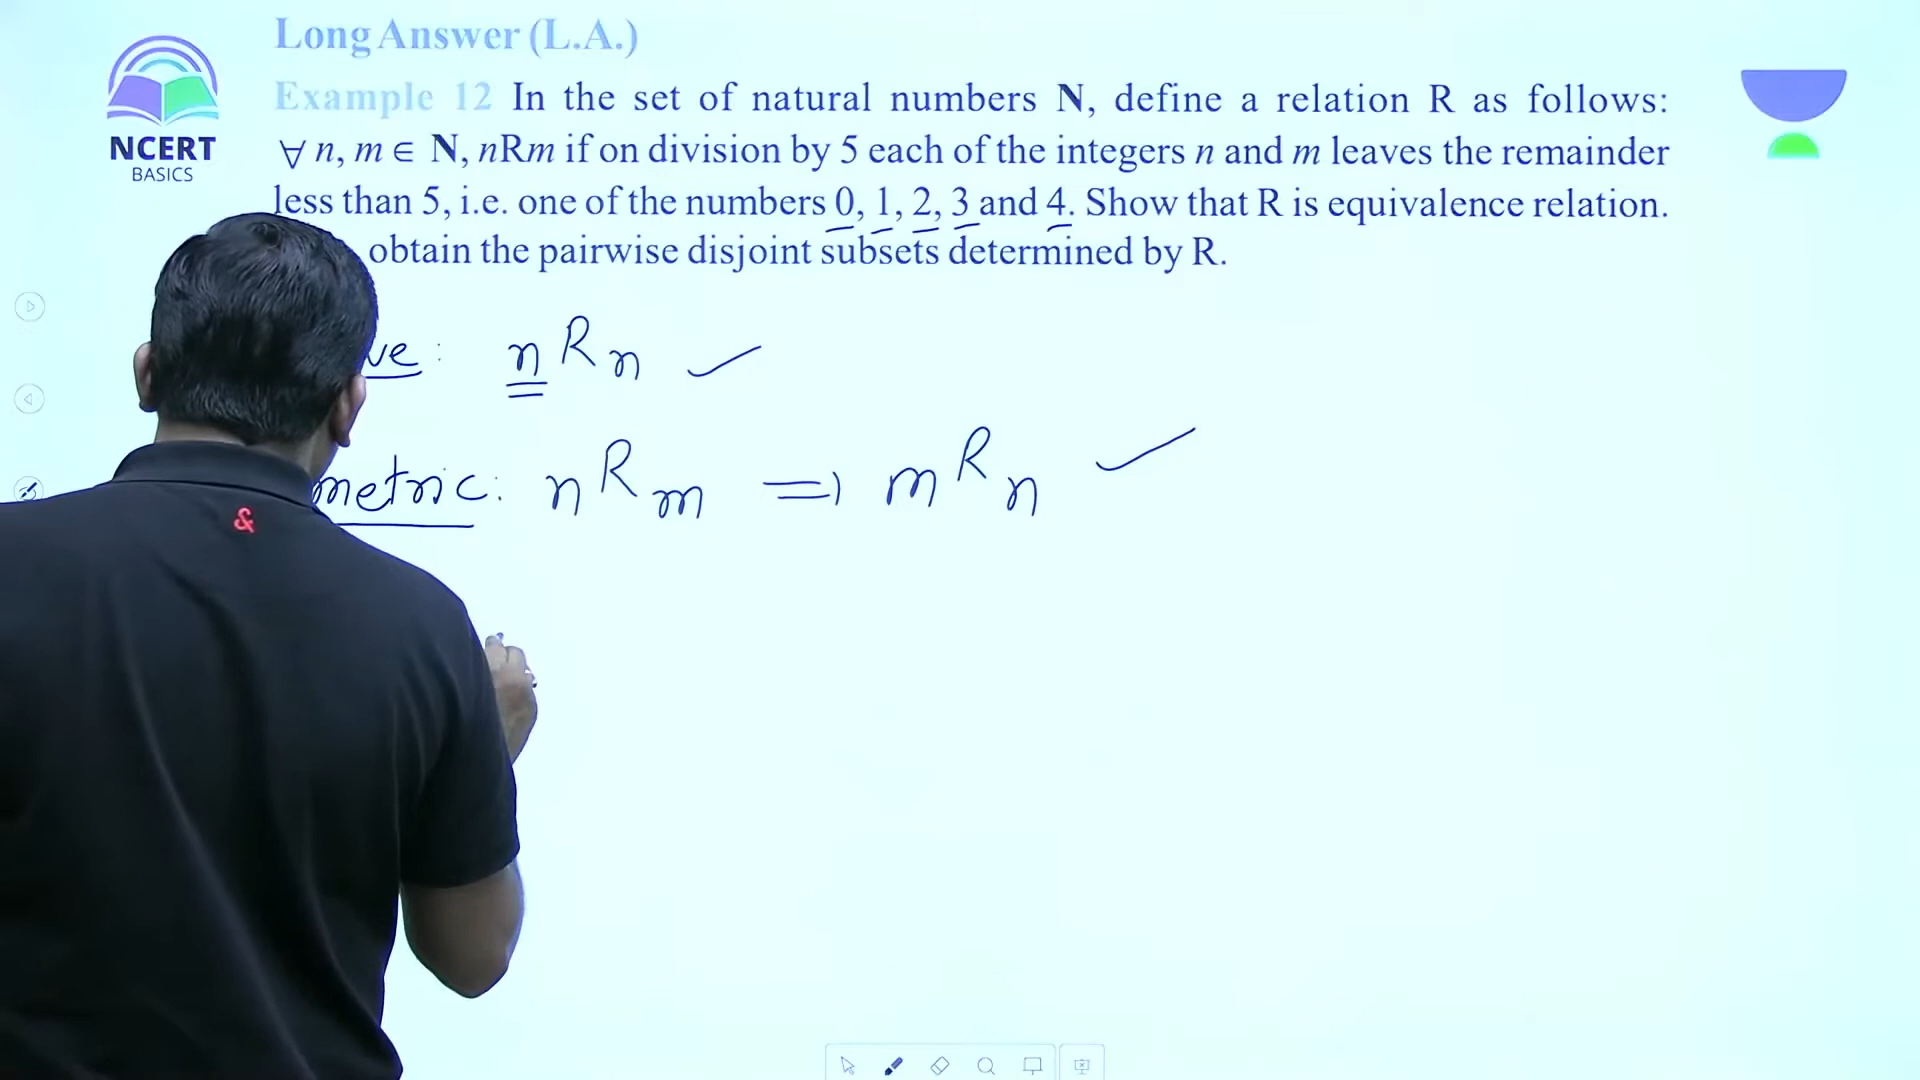 Long Answer (L.A.)
Example 12 In the set of natural numbers N, define a relation R as follows:
∀ n, m ∈ N, nRm if on division by 5 each of the integers n and m leaves the remainder
less than 5, i.e. one of the numbers 0, 1, 2, 3 and 4. Show that R is equivalence relation.
obtain the pairwise disjoint subsets determined by R.
NCERT
BASICS
ve : n R n ✓
metric : n R m ⇒ m R n ✓
&